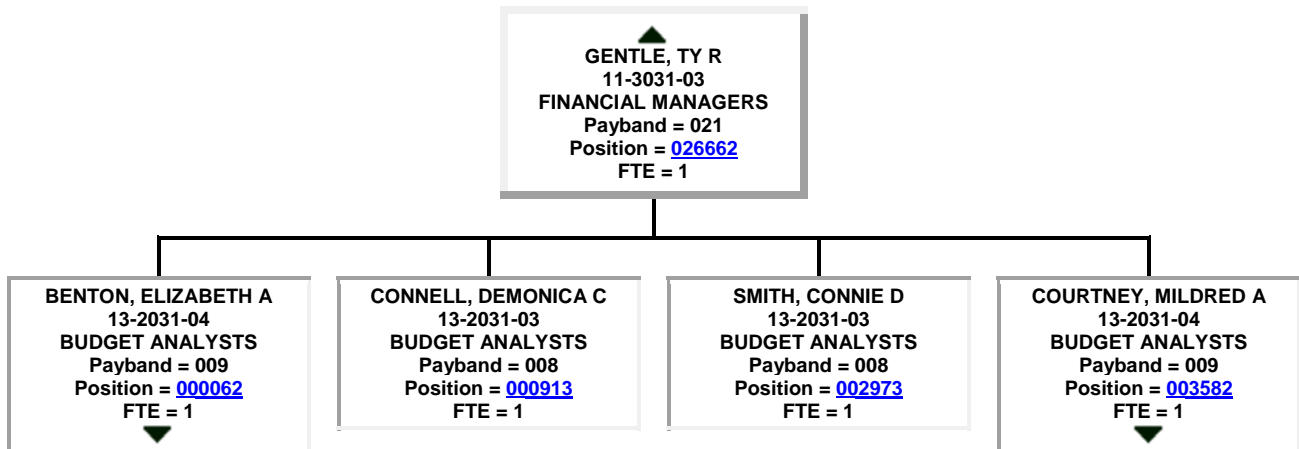 GENTLE, TY R
11-3031-03
FINANCIAL MANAGERS
Payband = 021
Position = 026662
FTE = 1
BENTON, ELIZABETH A
13-2031-04
BUDGET ANALYSTS
Payband = 009
Position = 000062
FTE = 1
CONNELL, DEMONICA C
13-2031-03
BUDGET ANALYSTS
Payband = 008
Position = 000913
FTE = 1
SMITH, CONNIE D
13-2031-03
BUDGET ANALYSTS
Payband = 008
Position = 002973
FTE = 1
COURTNEY, MILDRED A
13-2031-04
BUDGET ANALYSTS
Payband = 009
Position = 003582
FTE = 1